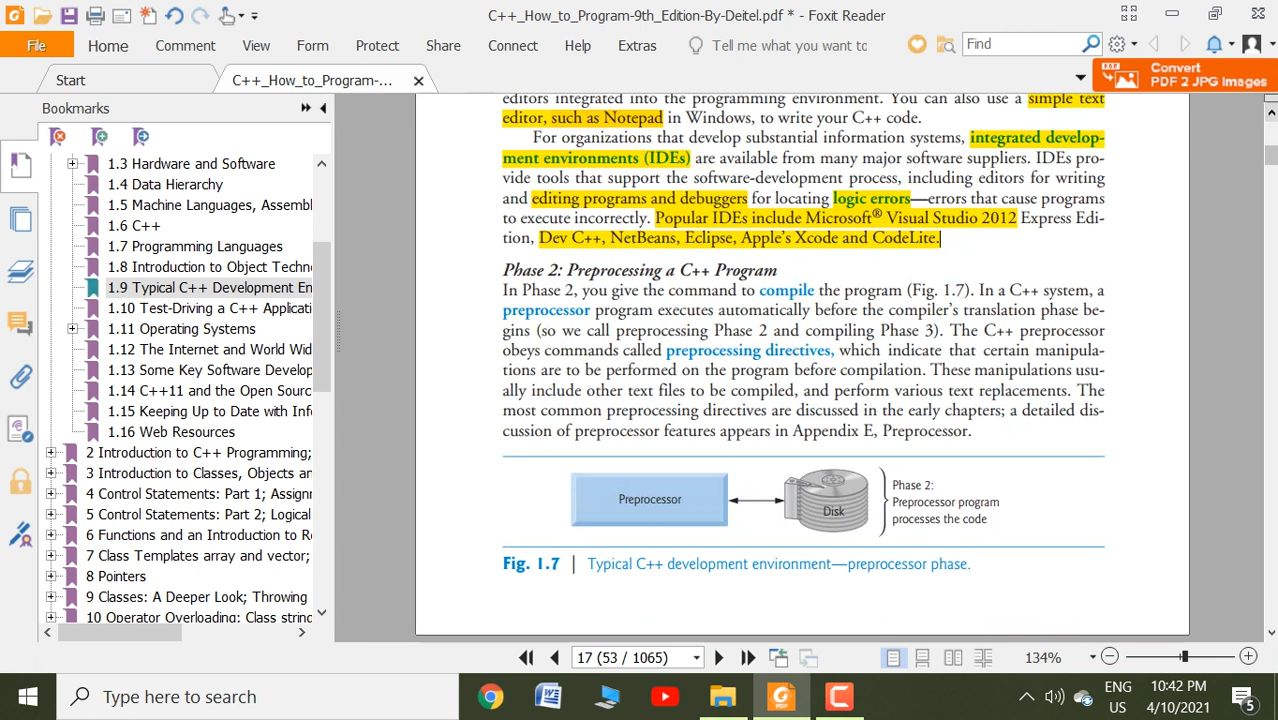 C++_How_to_Program-9th_Edition-By-Deitel.pdf * - Foxit Reader
File Home Comment View Form Protect Share Connect Help Extras Tell me what you want to Find
Start C++_How_to_Program-... Convert
PDF 2 JPG Images
Bookmarks
1.3 Hardware and Software
1.4 Data Hierarchy
1.5 Machine Languages, Assemb
1.6 C++
1.7 Programming Languages
1.8 Introduction to Object Techn
1.9 Typical C++ Development En
1.10 Test-Driving a C++ Applicati
1.11 Operating Systems
1.12 The Internet and World Wid
1.13 Some Key Software Develop
1.14 C++11 and the Open Sourc
1.15 Keeping Up to Date with Inf
1.16 Web Resources
2 Introduction to C++ Programming;
3 Introduction to Classes, Objects an
4 Control Statements: Part 1; Assign
5 Control Statements: Part 2; Logical
6 Functions and an Introduction to R
7 Class Templates array and vector;
8 Pointers
9 Classes: A Deeper Look; Throwing
10 Operator Overloading: Class string
editors integrated into the programming environment. You can also use a simple text
editor, such as Notepad in Windows, to write your C++ code.
For organizations that develop substantial information systems, integrated develop-
ment environments (IDEs) are available from many major software suppliers. IDEs pro-
vide tools that support the software-development process, including editors for writing
and editing programs and debuggers for locating logic errors—errors that cause programs
to execute incorrectly. Popular IDEs include Microsoft® Visual Studio 2012 Express Edi-
tion, Dev C++, NetBeans, Eclipse, Apple's Xcode and CodeLite.
Phase 2: Preprocessing a C++ Program
In Phase 2, you give the command to compile the program (Fig. 1.7). In a C++ system, a
preprocessor program executes automatically before the compiler's translation phase be-
gins (so we call preprocessing Phase 2 and compiling Phase 3). The C++ preprocessor
obeys commands called preprocessing directives, which indicate that certain manipula-
tions are to be performed on the program before compilation. These manipulations usu-
ally include other text files to be compiled, and perform various text replacements. The
most common preprocessing directives are discussed in the early chapters; a detailed dis-
cussion of preprocessor features appears in Appendix E, Preprocessor.
Preprocessor
Disk
Phase 2:
Preprocessor program
processes the code
Fig. 1.7 | Typical C++ development environment—preprocessor phase.
17 (53 / 1065) 134%
Type here to search
ENG
US
10:42 PM
4/10/2021
5